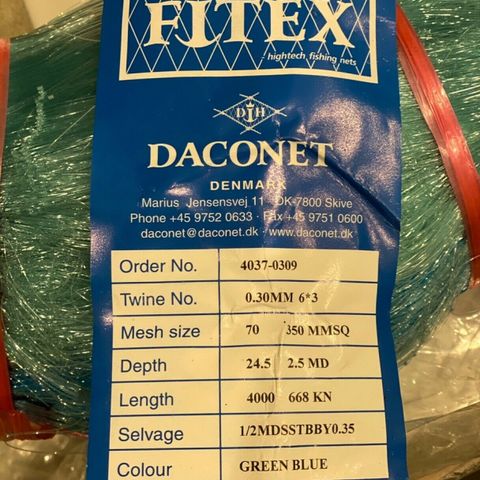 FITEX
hightech fishing nets
DJH
DACONET
DENMARK
Marius Jensensvej 11 · DK-7800 Skive
Phone +45 9752 0633 · Fax +45 9751 0600
daconet@daconet.dk · www.daconet.dk
Order No. 4037-0309
Twine No. 0.30MM 6*3
Mesh size 70 350 MMSQ
Depth 24.5 2.5 MD
Length 4000 668 KN
Selvage 1/2MDSSTBBY0.35
Colour GREEN BLUE